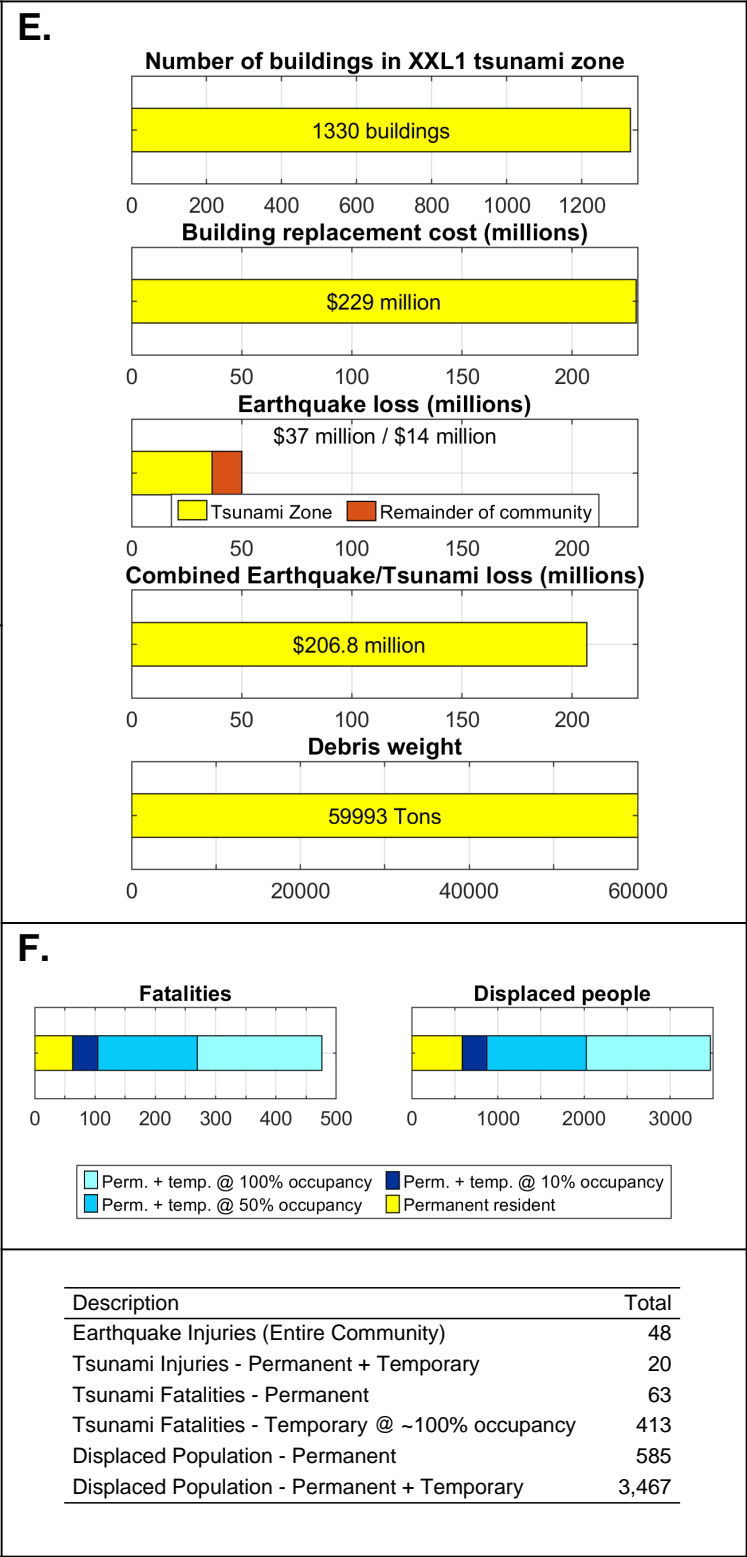 E.
Number of buildings in XXL1 tsunami zone
1330 buildings
0 200 400 600 800 1000 1200
Building replacement cost (millions)
$229 million
0 50 100 150 200
Earthquake loss (millions)
$37 million / $14 million
Tsunami Zone Remainder of community
0 50 100 150 200
Combined Earthquake/Tsunami loss (millions)
$206.8 million
0 50 100 150 200
Debris weight
59993 Tons
0 20000 40000 60000
F.
Fatalities Displaced people
0 100 200 300 400 500 0 1000 2000 3000
Perm. + temp. @ 100% occupancy Perm. + temp. @ 10% occupancy
Perm. + temp. @ 50% occupancy Permanent resident
Description Total
Earthquake Injuries (Entire Community) 48
Tsunami Injuries - Permanent + Temporary 20
Tsunami Fatalities - Permanent 63
Tsunami Fatalities - Temporary @ ~100% occupancy 413
Displaced Population - Permanent 585
Displaced Population - Permanent + Temporary 3,467